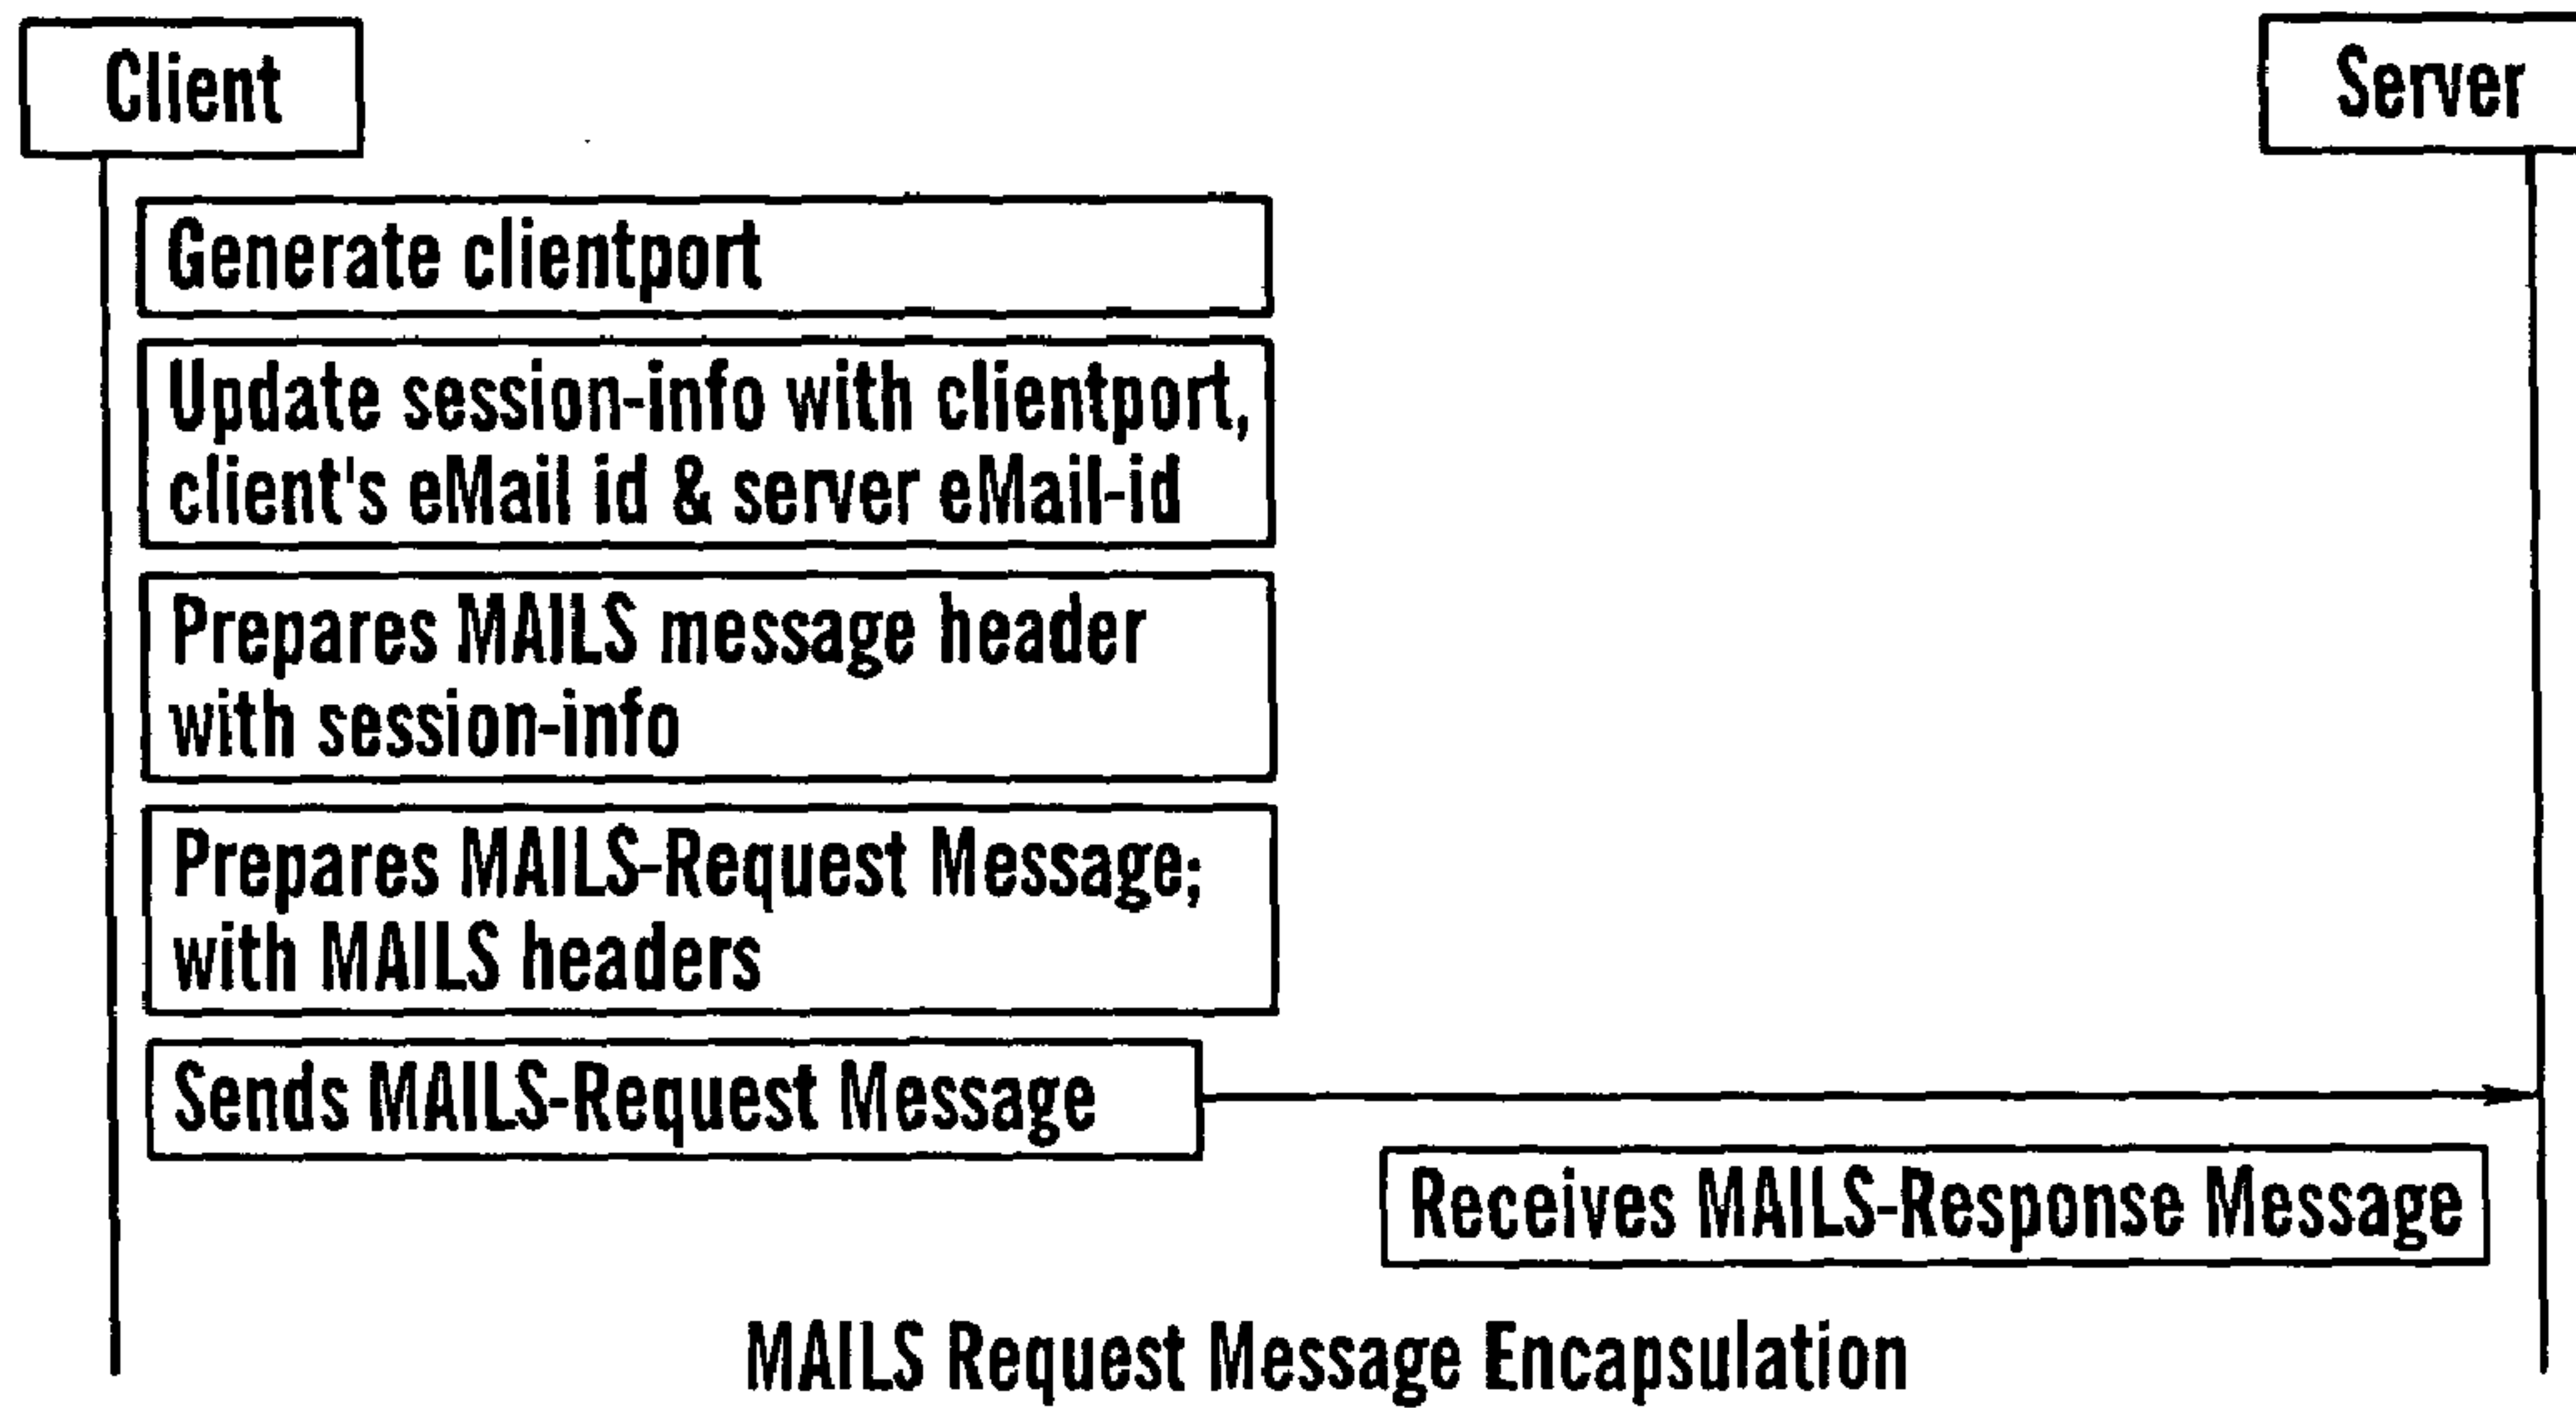 Client
Server
Generate clientport
Update session-info with clientport,
client's eMail id & server eMail-id
Prepares MAILS message header
with session-info
Prepares MAILS-Request Message;
with MAILS headers
Sends MAILS-Request Message
Receives MAILS-Response Message
MAILS Request Message Encapsulation